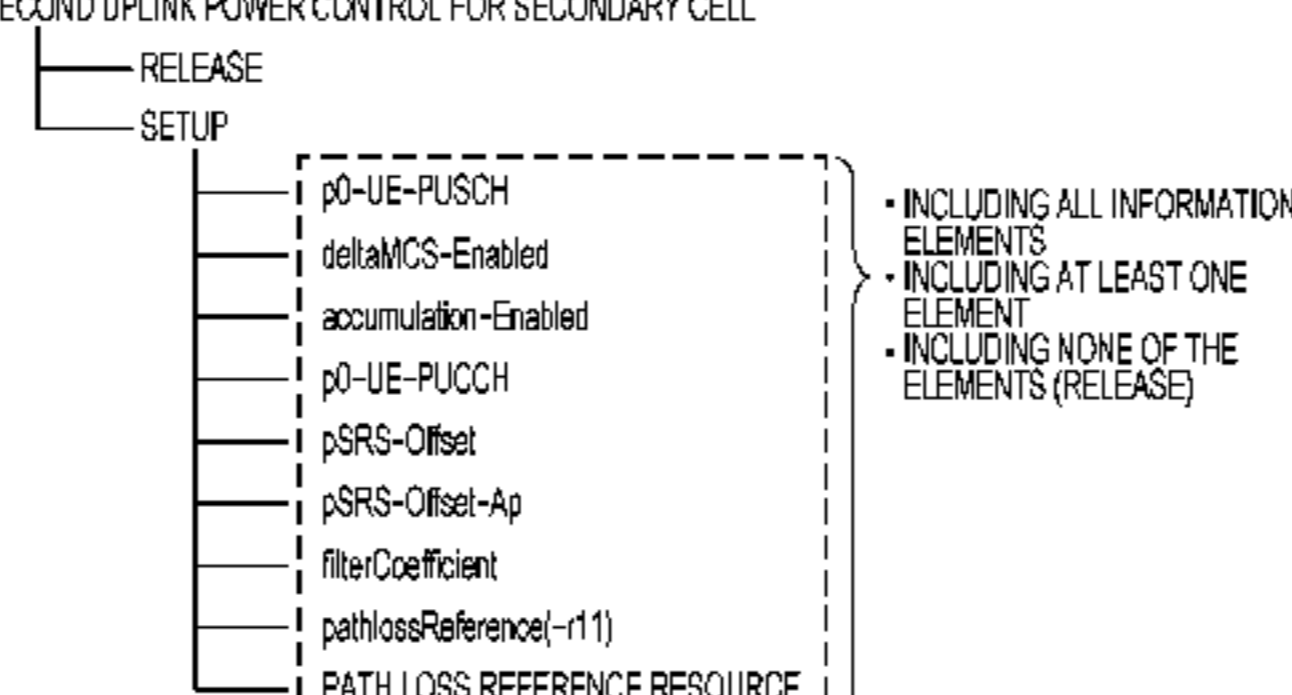 SECOND UPLINK POWER CONTROL FOR SECONDARY CELL
RELEASE
SETUP
p0-UE-PUSCH
deltaMCS-Enabled
accumulation-Enabled
p0-UE-PUCCH
pSRS-Offset
pSRS-Offset-Ap
filterCoefficient
pathlossReference(-r11)
PATH LOSS REFERENCE RESOURCE
• INCLUDING ALL INFORMATION
ELEMENTS
• INCLUDING AT LEAST ONE
ELEMENT
• INCLUDING NONE OF THE
ELEMENTS (RELEASE)